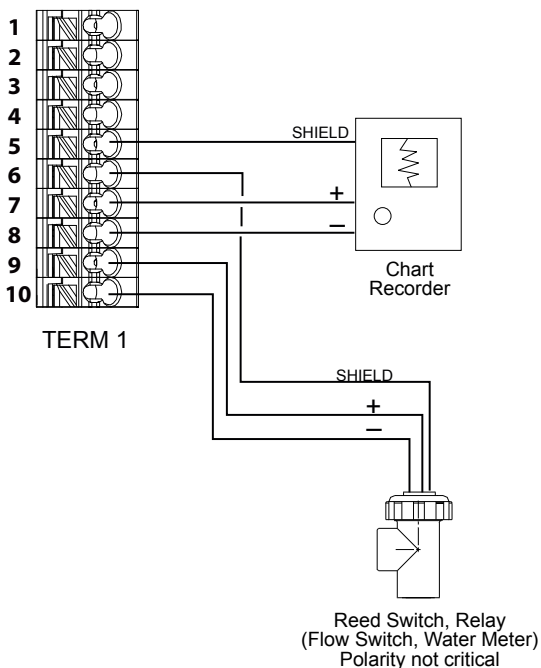 1
2
3
4
5
6
7
8
9
10
TERM 1
SHIELD
+
–
Chart
Recorder
SHIELD
+
–
Reed Switch, Relay
(Flow Switch, Water Meter)
Polarity not critical